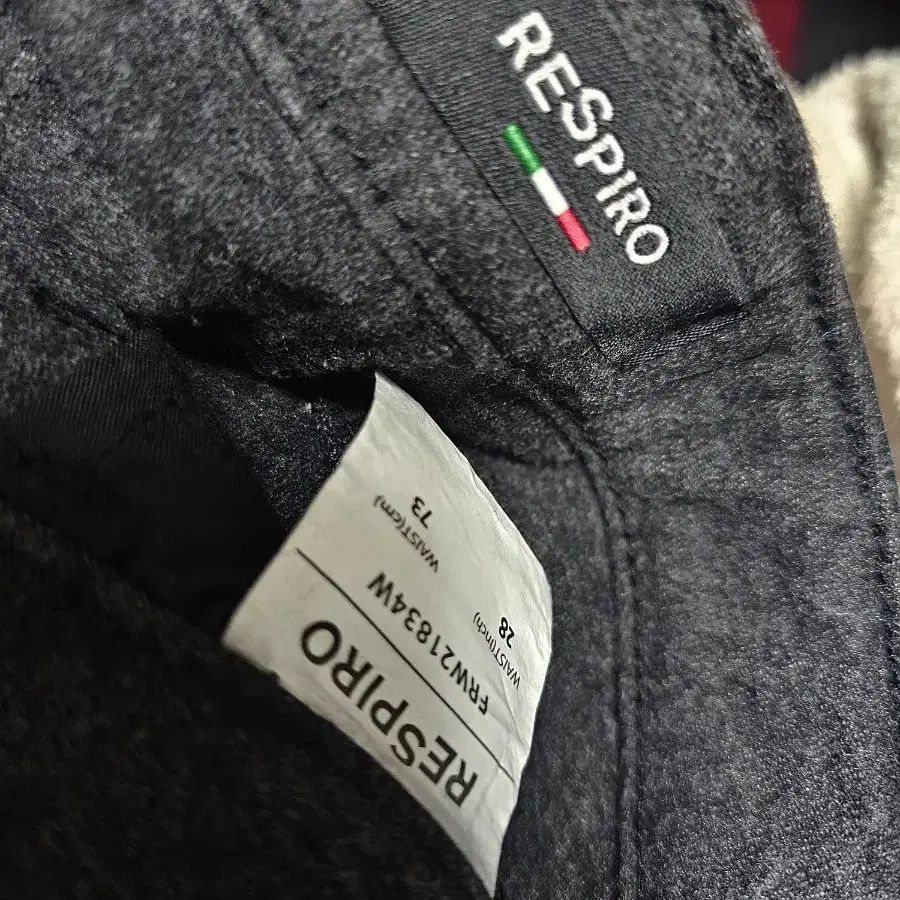 RESPIRO
RESPIRO
FRW21834W
WAIST(inch)
28
WAIST(cm)
73